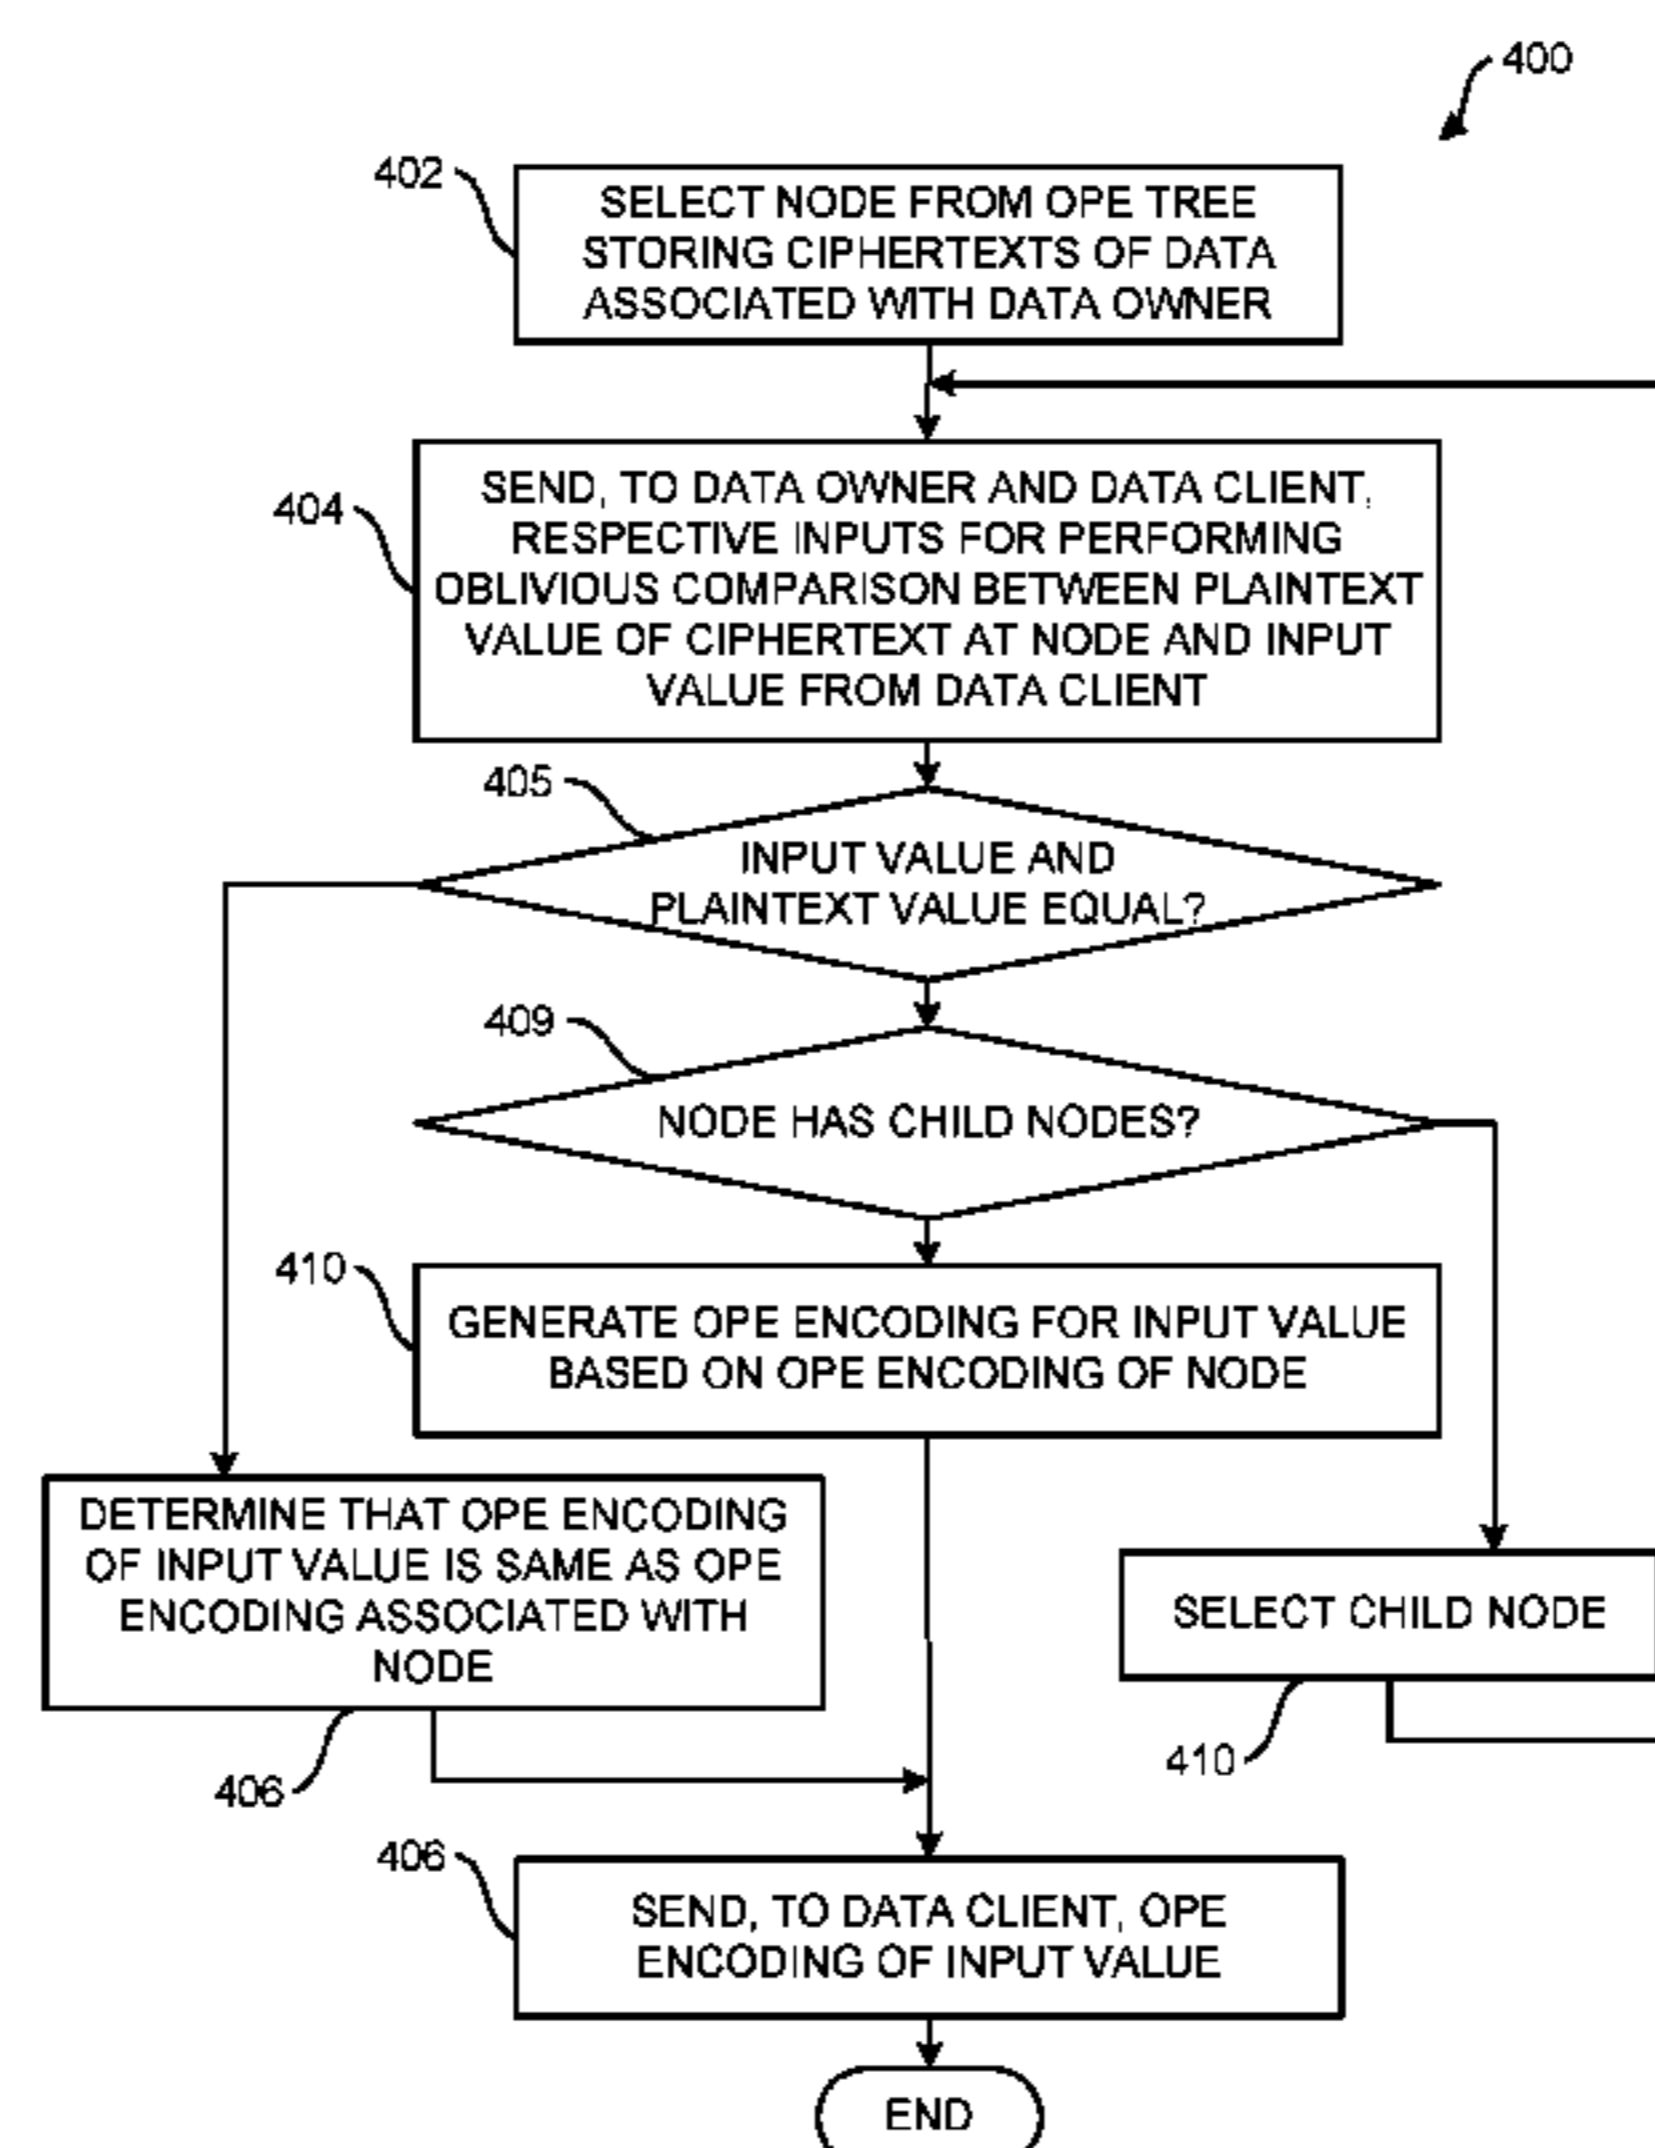 400
402
SELECT NODE FROM OPE TREE
STORING CIPHERTEXTS OF DATA
ASSOCIATED WITH DATA OWNER
404
SEND, TO DATA OWNER AND DATA CLIENT,
RESPECTIVE INPUTS FOR PERFORMING
OBLIVIOUS COMPARISON BETWEEN PLAINTEXT
VALUE OF CIPHERTEXT AT NODE AND INPUT
VALUE FROM DATA CLIENT
405
INPUT VALUE AND
PLAINTEXT VALUE EQUAL?
409
NODE HAS CHILD NODES?
410
GENERATE OPE ENCODING FOR INPUT VALUE
BASED ON OPE ENCODING OF NODE
DETERMINE THAT OPE ENCODING
OF INPUT VALUE IS SAME AS OPE
ENCODING ASSOCIATED WITH
NODE
406
SELECT CHILD NODE
410
406
SEND, TO DATA CLIENT, OPE
ENCODING OF INPUT VALUE
END